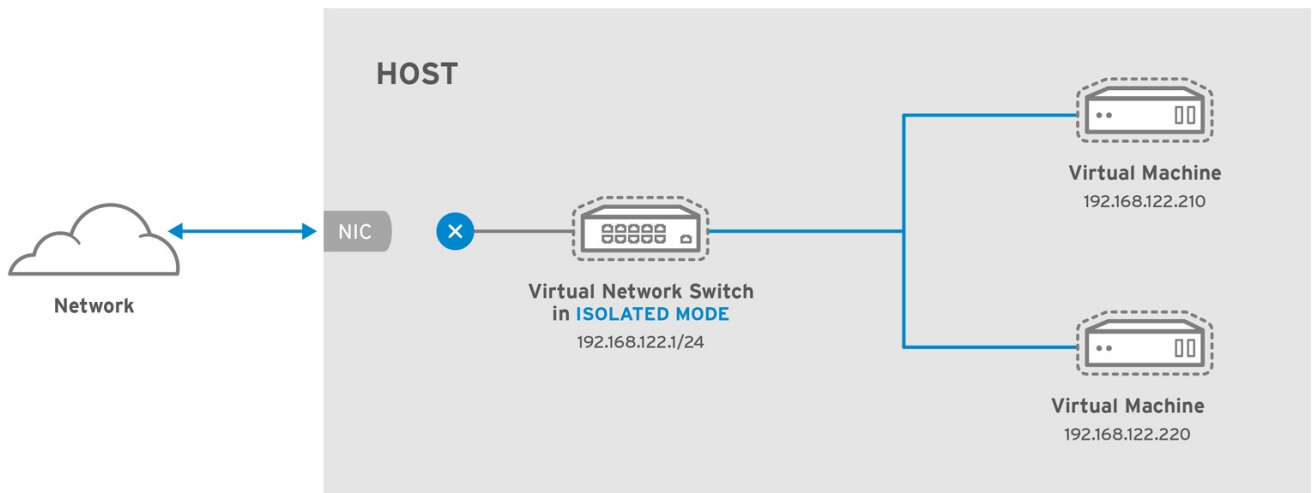 HOST
Virtual Machine
192.168.122.210
NIC
Network
Virtual Network Switch
in ISOLATED MODE
192.168.122.1/24
Virtual Machine
192.168.122.220